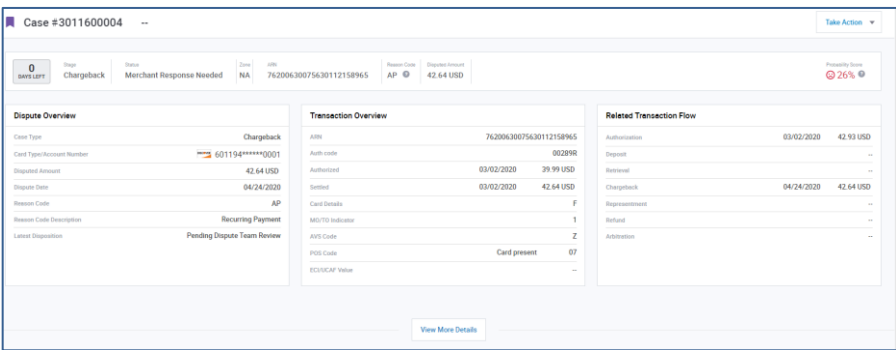 Case #3011600004 --
Take Action
0
DAYS LEFT
Stage
Chargeback
Status
Merchant Response Needed
Zone
NA
ARN
76200630075630112158965
Reason Code
AP
Disputed Amount
42.64 USD
Probability Score
26%
Dispute Overview
Case Type Chargeback
Card Type/Account Number 601194******0001
Disputed Amount 42.64 USD
Dispute Date 04/24/2020
Reason Code AP
Reason Code Description Recurring Payment
Latest Disposition Pending Dispute Team Review
Transaction Overview
ARN 76200630075630112158965
Auth code 00289R
Authorized 03/02/2020 39.99 USD
Settled 03/02/2020 42.64 USD
Card Details F
MO/TO Indicator 1
AVS Code Z
POS Code Card present 07
ECI/UCAF Value --
Related Transaction Flow
Authorization 03/02/2020 42.93 USD
Deposit --
Retrieval --
Chargeback 04/24/2020 42.64 USD
Representment --
Refund --
Arbitration --
View More Details